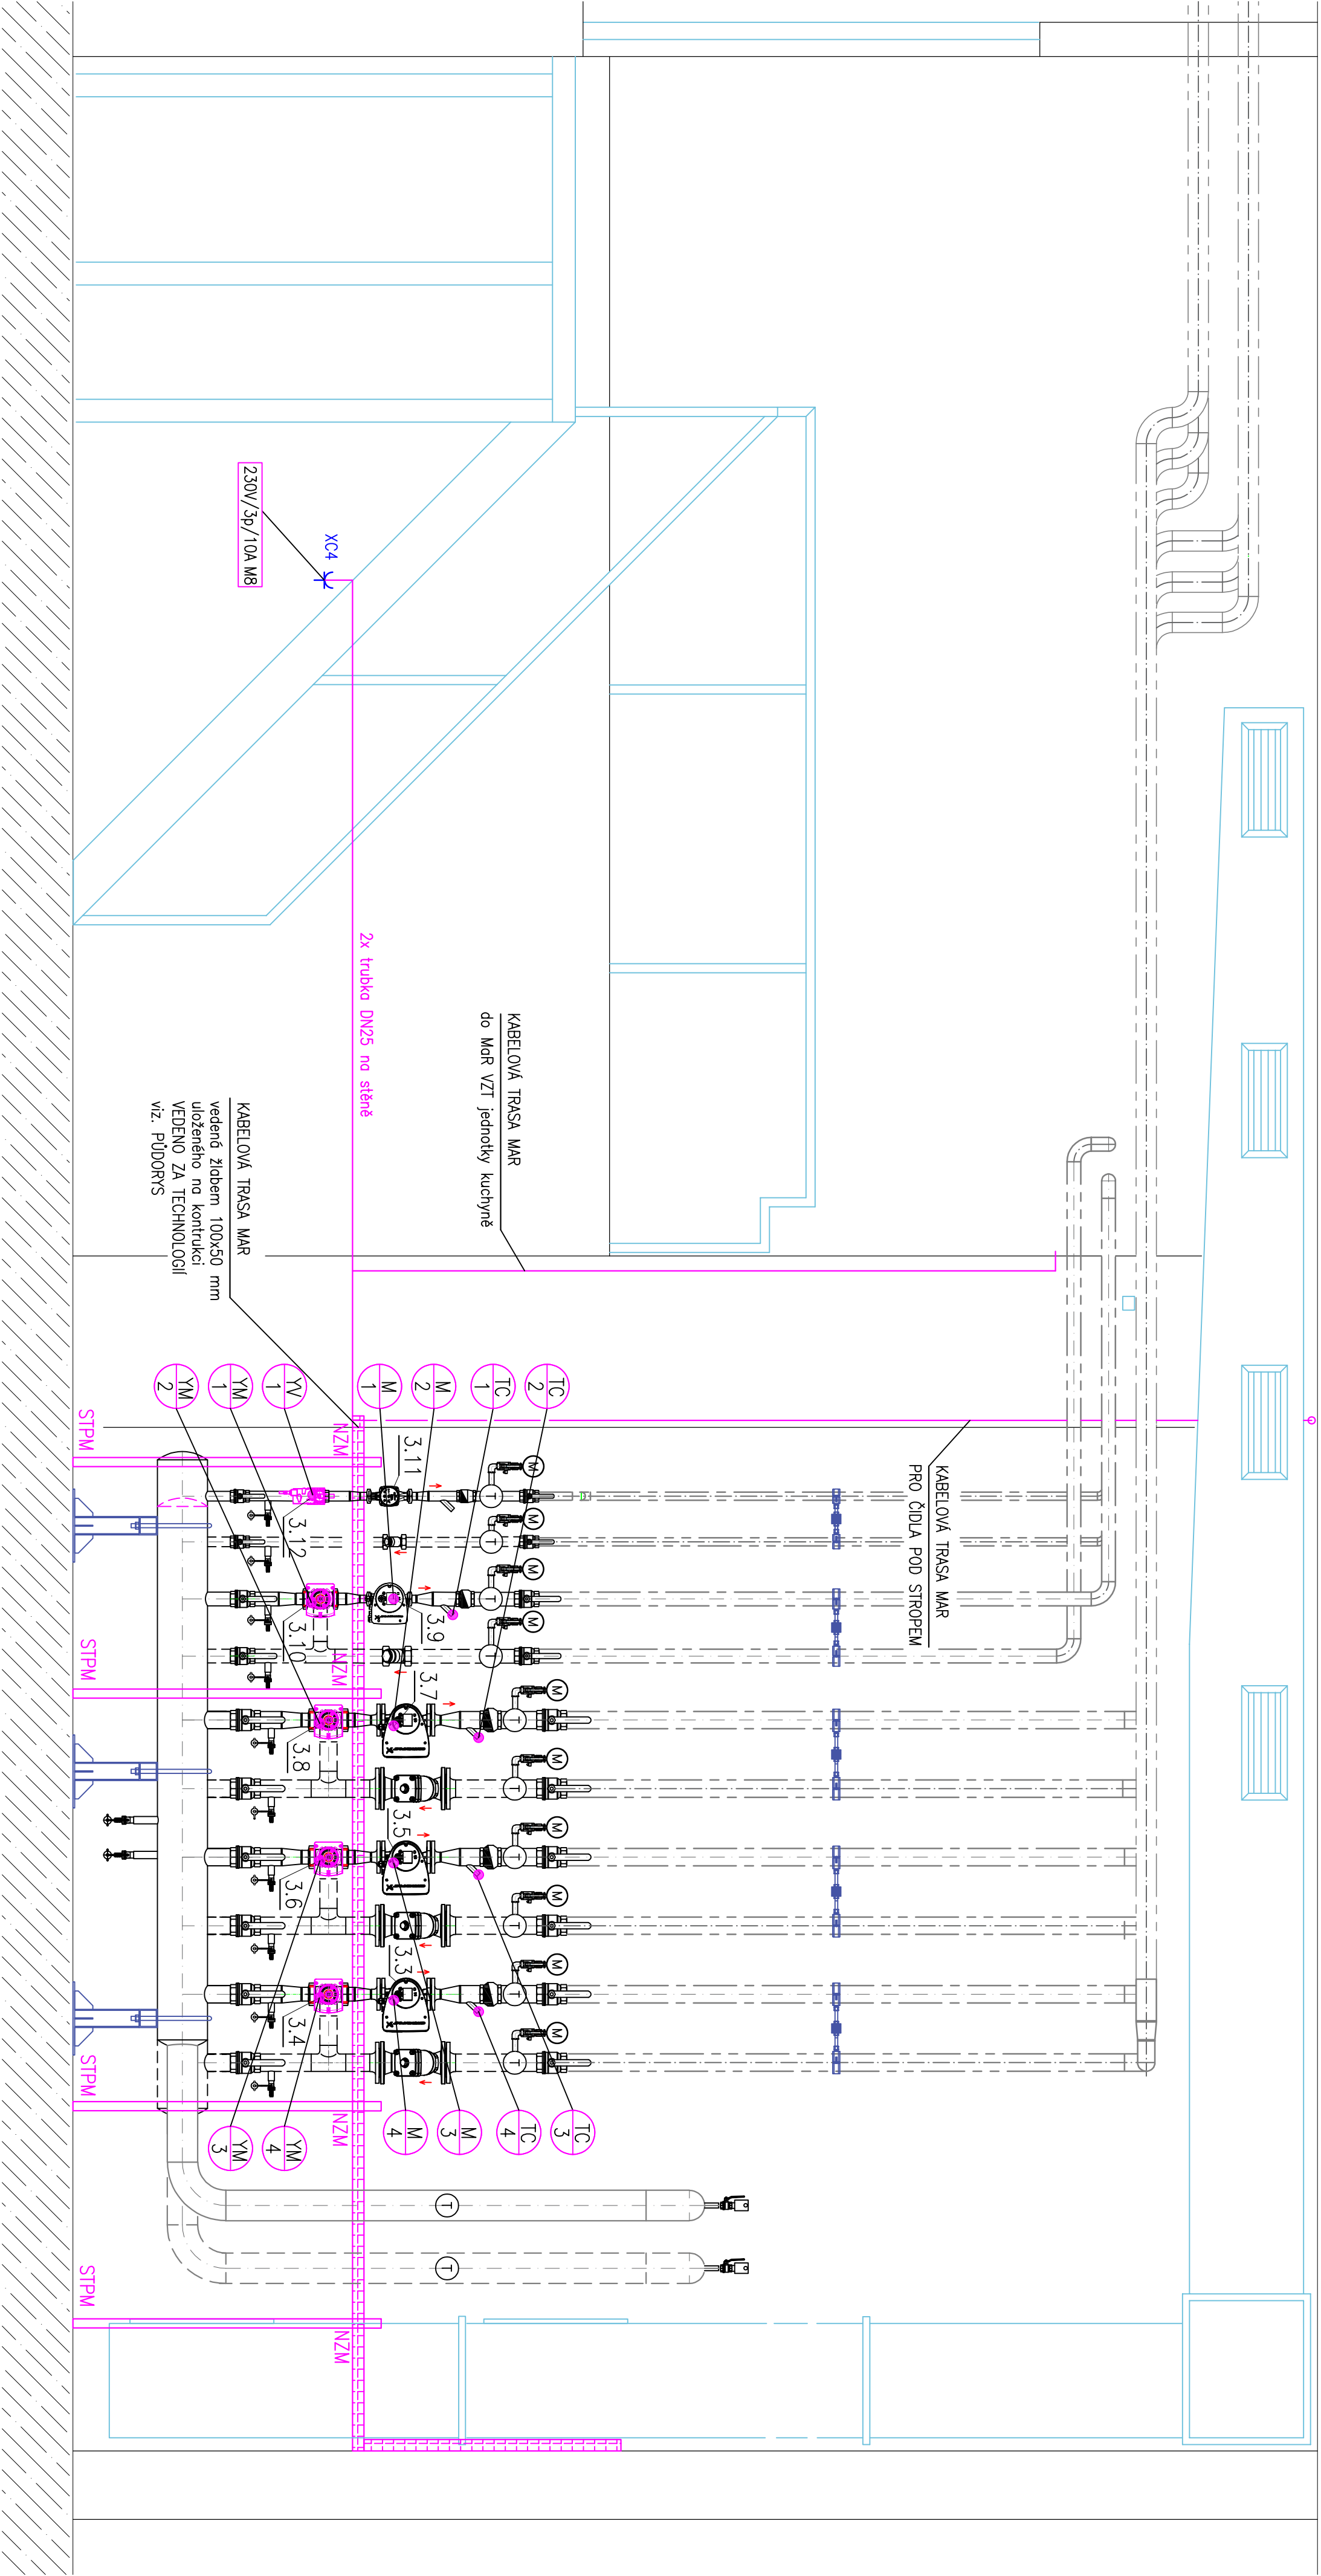 230V/3p/10A M8
XC4
2x trubka DN25 na stěně
KABELOVÁ TRASA MAR
do MaR VZT jednotky kuchyně
KABELOVÁ TRASA MAR
vedená žlabem 100x50 mm
uloženého na kontrukci
VEDENO ZA TECHNOLOGIÍ
viz. PŮDORYS
KABELOVÁ TRASA MAR
PRO ČIDLA POD STROPEM
TC
2
TC
1
M
2
M
1
YV
1
YM
1
YM
2
STPM
NZM
3.11
3.12
3.9
3.10
STPM
NZM
3.7
3.8
3.5
3.6
3.3
3.4
STPM
NZM
M
M
M
M
M
M
M
M
M
M
T
T
T
T
T
T
T
T
T
T
TC
3
TC
4
M
3
M
4
YM
4
YM
3
T
T
STPM
NZM